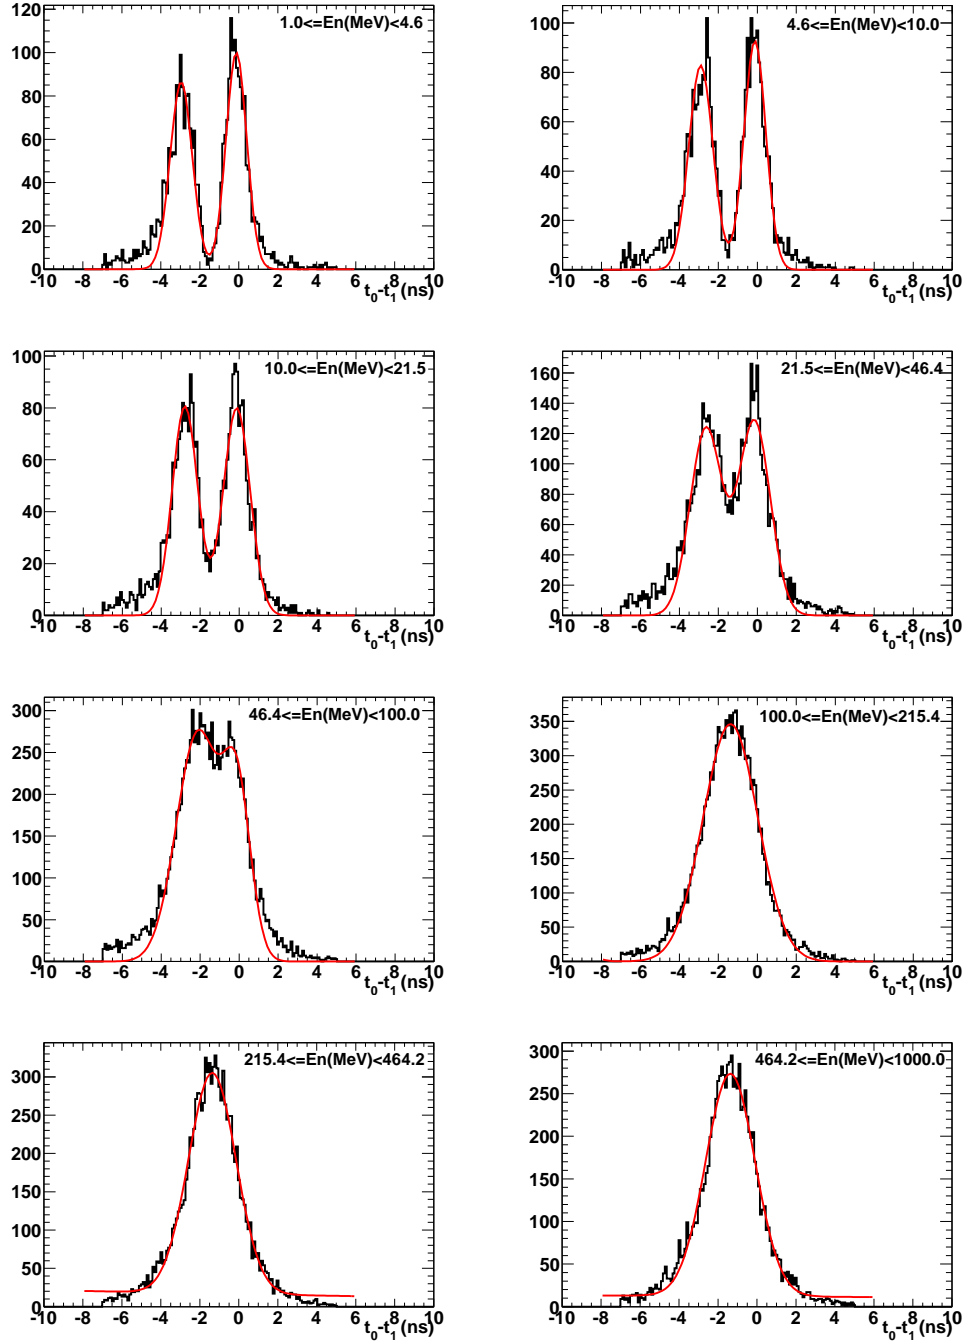 1.0<=En(MeV)<4.6
120
100
80
60
40
20
0
-10 -8 -6 -4 -2 0 2 4 6 8 10
t0-t1 (ns)
4.6<=En(MeV)<10.0
100
80
60
40
20
0
-10 -8 -6 -4 -2 0 2 4 6 8 10
t0-t1 (ns)
10.0<=En(MeV)<21.5
100
80
60
40
20
0
-10 -8 -6 -4 -2 0 2 4 6 8 10
t0-t1 (ns)
21.5<=En(MeV)<46.4
160
140
120
100
80
60
40
20
0
-10 -8 -6 -4 -2 0 2 4 6 8 10
t0-t1 (ns)
46.4<=En(MeV)<100.0
300
250
200
150
100
50
0
-10 -8 -6 -4 -2 0 2 4 6 8 10
t0-t1 (ns)
100.0<=En(MeV)<215.4
350
300
250
200
150
100
50
0
-10 -8 -6 -4 -2 0 2 4 6 8 10
t0-t1 (ns)
215.4<=En(MeV)<464.2
300
250
200
150
100
50
0
-10 -8 -6 -4 -2 0 2 4 6 8 10
t0-t1 (ns)
464.2<=En(MeV)<1000.0
300
250
200
150
100
50
0
-10 -8 -6 -4 -2 0 2 4 6 8 10
t0-t1 (ns)